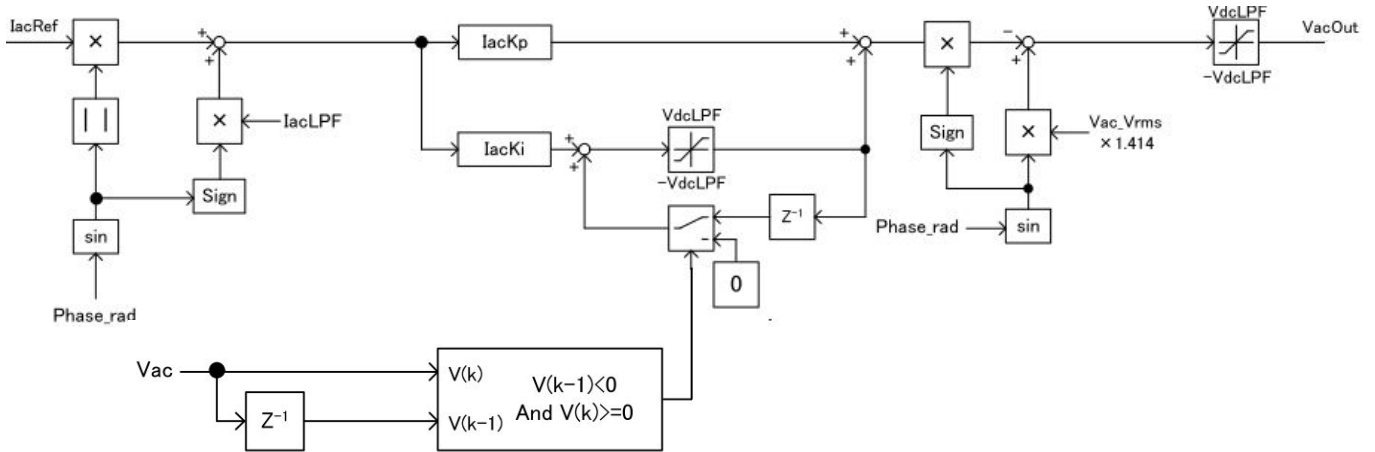 IacRef
×
| |
sin
Phase_rad
+
+
×
IacLPF
Sign
IacKp
IacKi
+
+
VdcLPF
-VdcLPF
Z⁻¹
-
0
+
+
×
Sign
Phase_rad
sin
-
+
×
Vac_Vrms
×1.414
VdcLPF
-VdcLPF
VacOut
Vac
Z⁻¹
V(k)
V(k-1)
V(k-1)<0
And V(k)>=0